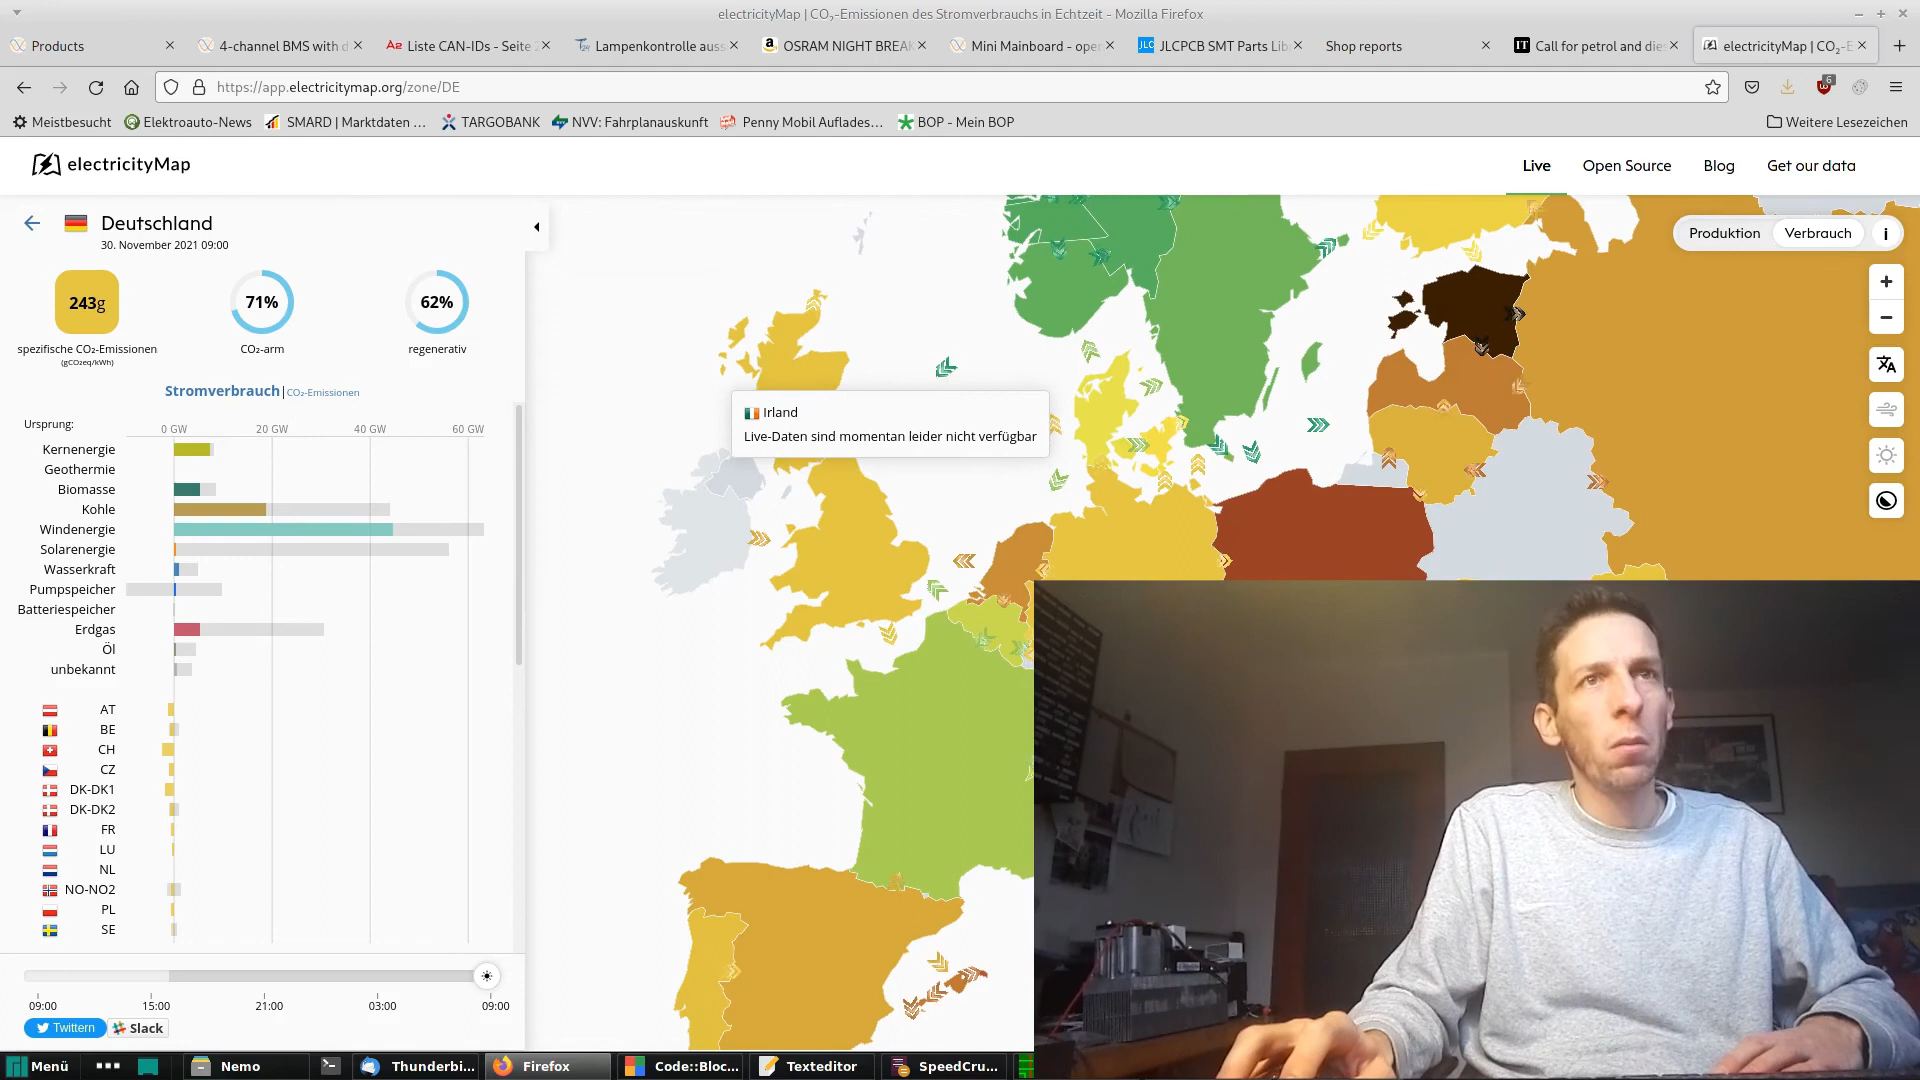 electricityMap | CO₂-Emissionen des Stromverbrauchs in Echtzeit - Mozilla Firefox
Products
4-channel BMS with d
A2 Liste CAN-IDs - Seite 2
Lampenkontrolle aus
OSRAM NIGHT BREA
Mini Mainboard - ope
JLC JLCPCB SMT Parts Lib
Shop reports
IT Call for petrol and die
electricityMap | CO₂-E
https://app.electricitymap.org/zone/DE
6
Meistbesucht
Elektroauto-News
SMARD | Marktdaten …
TARGOBANK
NVV: Fahrplanauskunft
Penny Mobil Auflades…
BOP - Mein BOP
Weitere Lesezeichen
electricityMap
Live
Open Source
Blog
Get our data
Deutschland
30. November 2021 09:00
Produktion
Verbrauch
i
243g
71%
62%
spezifische CO₂-Emissionen
(gCO₂eq/kWh)
CO₂-arm
regenerativ
Stromverbrauch|CO₂-Emissionen
Ursprung:
0 GW
20 GW
40 GW
60 GW
Kernenergie
Geothermie
Biomasse
Kohle
Windenergie
Solarenergie
Wasserkraft
Pumpspeicher
Batteriespeicher
Erdgas
Öl
unbekannt
AT
BE
CH
CZ
DK-DK1
DK-DK2
FR
LU
NL
NO-NO2
PL
SE
Irland
Live-Daten sind momentan leider nicht verfügbar
09:00
15:00
21:00
03:00
09:00
Twittern
Slack
Menü
Nemo
Thunderbi...
Firefox
Code::Bloc...
Texteditor
SpeedCru...